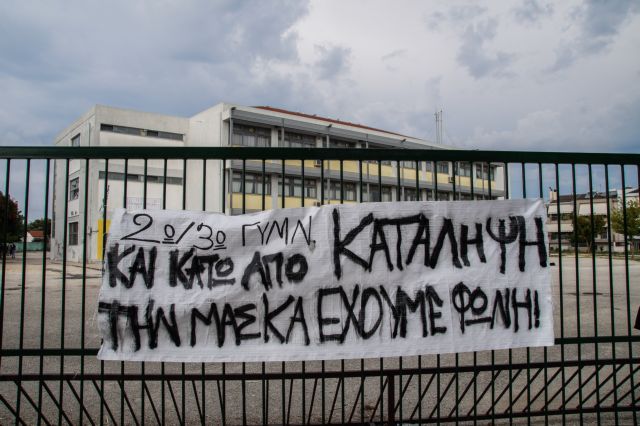 2ο/3ο ΓΥΜΝ ΚΑΤΑΛΗΨΗ
ΚΑΙ ΚΑΤΩ ΑΠΟ
ΤΗΝ ΜΑΣΚΑ ΕΧΟΥΜΕ ΦΩΝΗ!